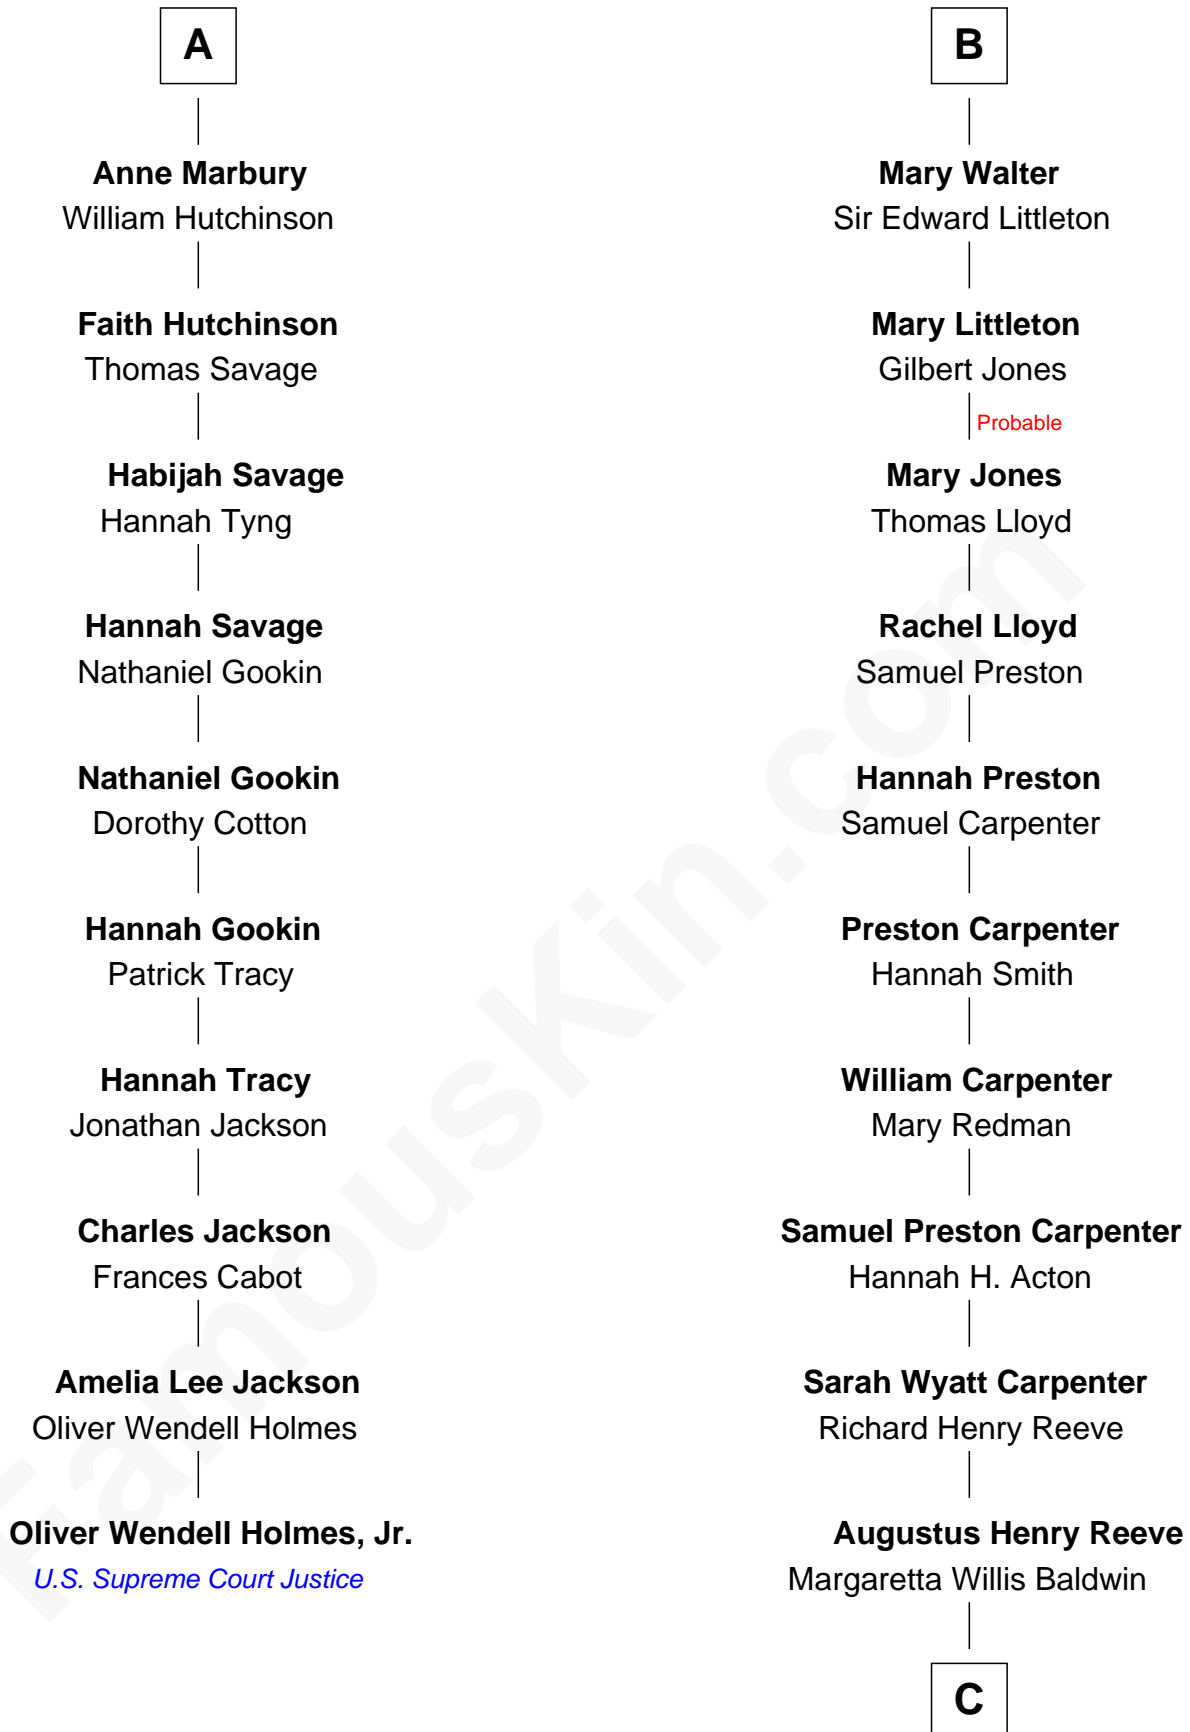 A
Anne Marbury
William Hutchinson
Faith Hutchinson
Thomas Savage
Habijah Savage
Hannah Tyng
Hannah Savage
Nathaniel Gookin
Nathaniel Gookin
Dorothy Cotton
Hannah Gookin
Patrick Tracy
Hannah Tracy
Jonathan Jackson
Charles Jackson
Frances Cabot
Amelia Lee Jackson
Oliver Wendell Holmes
Oliver Wendell Holmes, Jr.
U.S. Supreme Court Justice
B
Mary Walter
Sir Edward Littleton
Mary Littleton
Gilbert Jones
Probable
Mary Jones
Thomas Lloyd
Rachel Lloyd
Samuel Preston
Hannah Preston
Samuel Carpenter
Preston Carpenter
Hannah Smith
William Carpenter
Mary Redman
Samuel Preston Carpenter
Hannah H. Acton
Sarah Wyatt Carpenter
Richard Henry Reeve
Augustus Henry Reeve
Margaretta Willis Baldwin
C
FamousKin.com